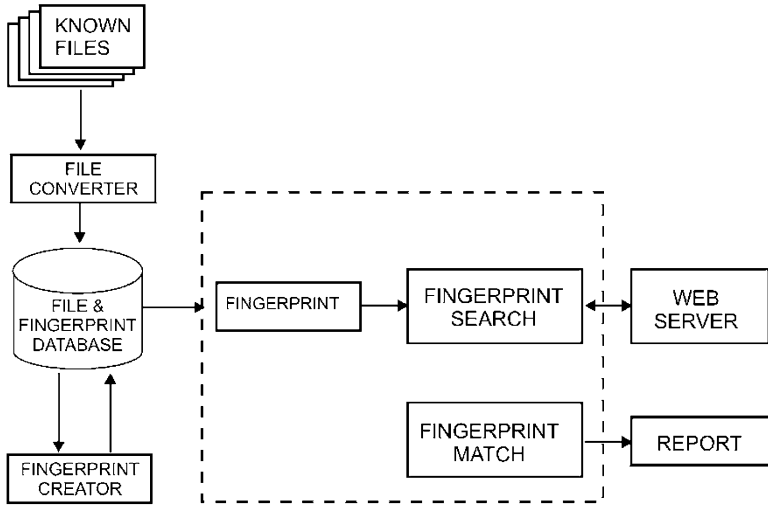 KNOWN
FILES
FILE
CONVERTER
FILE &
FINGERPRINT
DATABASE
FINGERPRINT
CREATOR
FINGERPRINT
FINGERPRINT
SEARCH
WEB
SERVER
FINGERPRINT
MATCH
REPORT